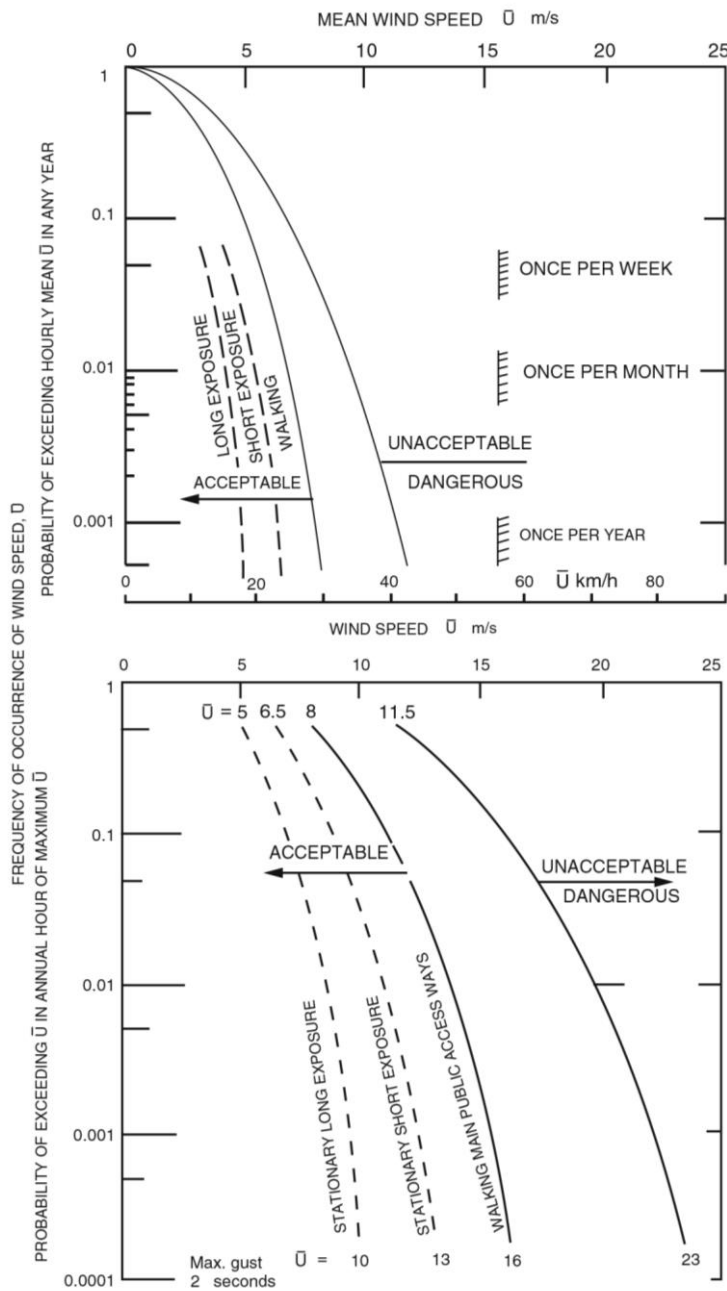 MEAN WIND SPEED Ū m/s
0 5 10 15 20 25
1
0.1
0.01
0.001
PROBABILITY OF EXCEEDING HOURLY MEAN Ū IN ANY YEAR
ONCE PER WEEK
ONCE PER MONTH
ONCE PER YEAR
LONG EXPOSURE
SHORT EXPOSURE
WALKING
UNACCEPTABLE
DANGEROUS
ACCEPTABLE
0 20 40 60 Ū km/h 80
FREQUENCY OF OCCURRENCE OF WIND SPEED, Ū
WIND SPEED Ū m/s
0 5 10 15 20 25
1
0.1
0.01
0.001
0.0001
PROBABILITY OF EXCEEDING Ū IN ANNUAL HOUR OF MAXIMUM Ū
Ū = 5 6.5 8 11.5
ACCEPTABLE
UNACCEPTABLE
DANGEROUS
STATIONARY LONG EXPOSURE
STATIONARY SHORT EXPOSURE
WALKING MAIN PUBLIC ACCESS WAYS
Max. gust
2 seconds
Ū = 10 13 16 23